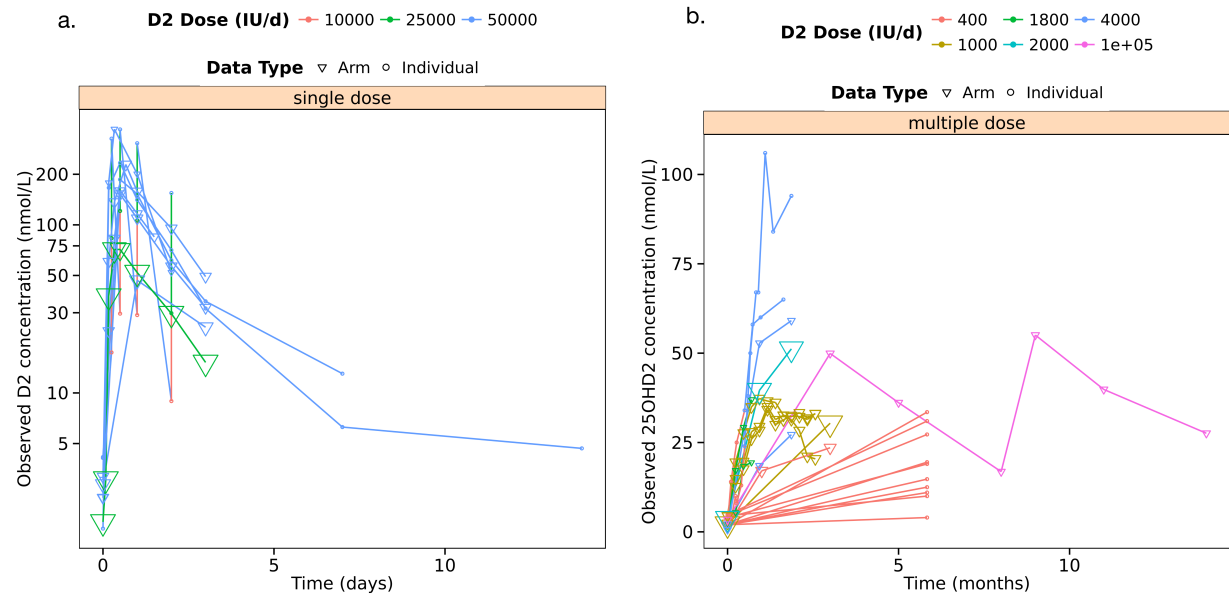 a.
D2 Dose (IU/d) 10000 25000 50000
Data Type Arm Individual
single dose
Observed D2 concentration (nmol/L)
200
100
75
50
30
10
5
0 5 10
Time (days)
b.
D2 Dose (IU/d)
400 1800 4000
1000 2000 1e+05
Data Type Arm Individual
multiple dose
Observed 25OHD2 concentration (nmol/L)
100
75
50
25
0
0 5 10
Time (months)